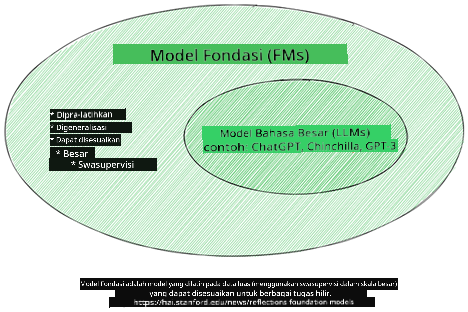 Model Fondasi (FMs)
* Dipra-latihkan
* Digeneralisasi
* Dapat disesuaikan
* Besar
* Swasupervisi
Model Bahasa Besar (LLMs)
contoh: ChatGPT, Chinchilla, GPT 3
Model Fondasi adalah model yang dilatih pada data luas (menggunakan swasupervisi dalam skala besar)
yang dapat disesuaikan untuk berbagai tugas hilir.
https://hai.stanford.edu/news/reflections-foundation-models